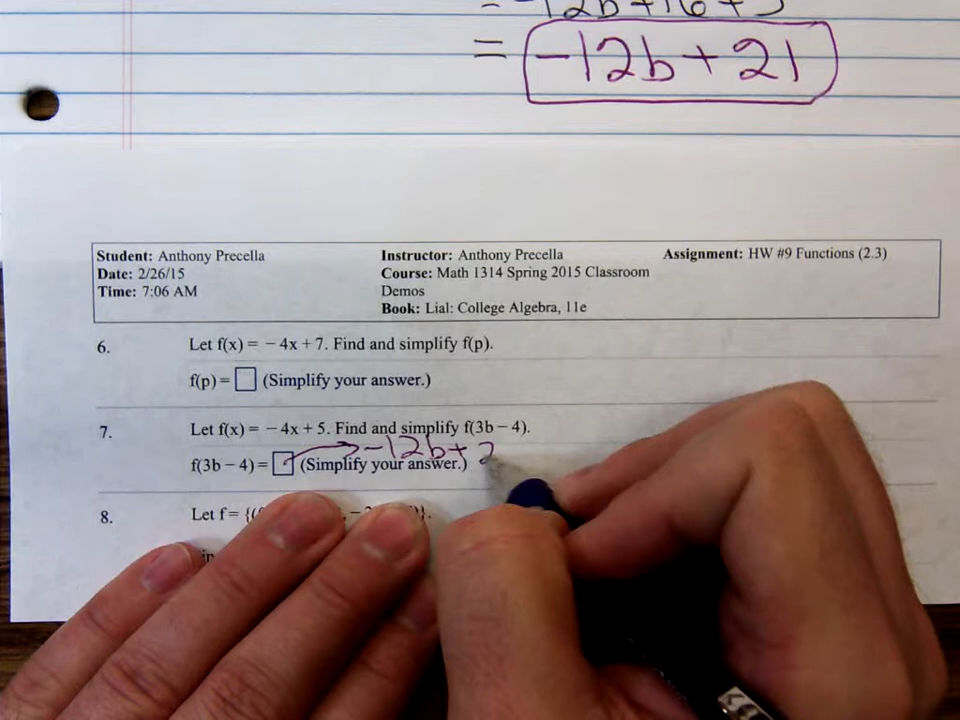 = -12b+16+5
= -12b + 21
Student: Anthony Precella Instructor: Anthony Precella Assignment: HW #9 Functions (2.3)
Date: 2/26/15 Course: Math 1314 Spring 2015 Classroom
Time: 7:06 AM Demos
Book: Lial: College Algebra, 11e
6. Let f(x) = − 4x + 7. Find and simplify f(p).
f(p) = (Simplify your answer.)
7. Let f(x) = − 4x + 5. Find and simplify f(3b − 4).
-12b+ 2
f(3b − 4) = (Simplify your answer.)
8. Let f = {(